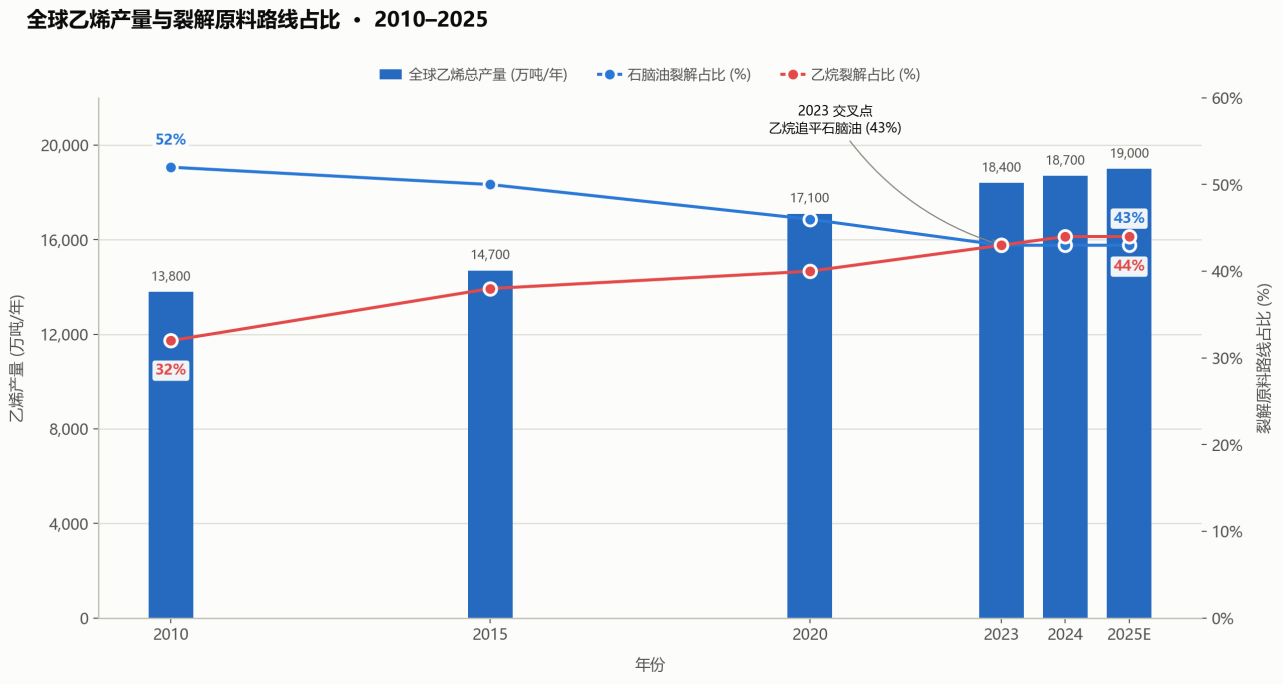 全球乙烯产量与裂解原料路线占比 • 2010–2025
全球乙烯总产量 (万吨/年)
石脑油裂解占比 (%)
乙烷裂解占比 (%)
2023 交叉点
乙烷追平石脑油 (43%)
60%
50%
40%
30%
20%
10%
0%
20,000
16,000
12,000
8,000
4,000
0
乙烯产量 (万吨/年)
裂解原料路线占比 (%)
52%
32%
13,800
14,700
17,100
18,400
18,700
19,000
43%
44%
2010
2015
2020
2023
2024
2025E
年份